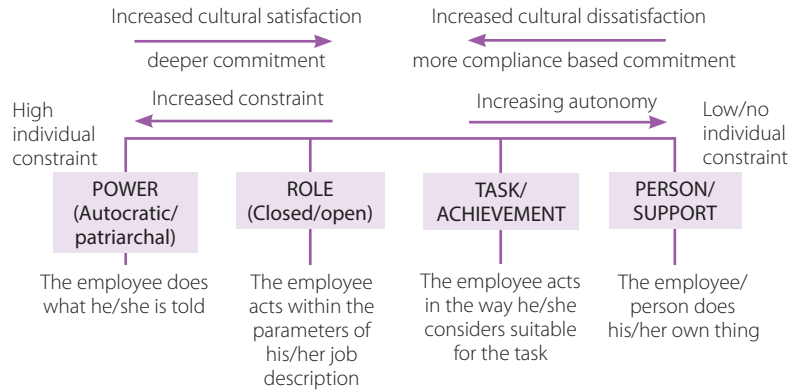 Increased cultural satisfaction
deeper commitment
Increased cultural dissatisfaction
more compliance based commitment
Increased constraint
Increasing autonomy
High
individual
constraint
Low/no
individual
constraint
POWER
(Autocratic/
patriarchal)
ROLE
(Closed/open)
TASK/
ACHIEVEMENT
PERSON/
SUPPORT
The employee does
what he/she is told
The employee
acts within the
parameters of
his/her job
description
The employee acts
in the way he/she
considers suitable
for the task
The employee/
person does
his/her own thing